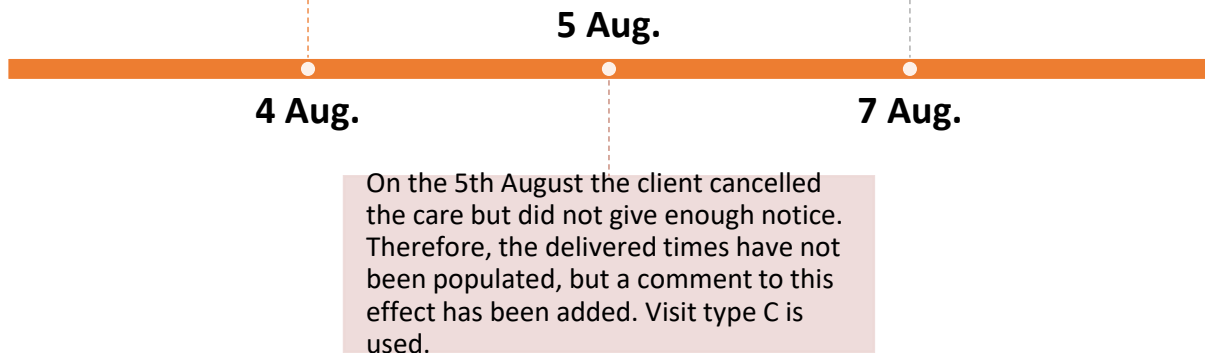 5 Aug.
4 Aug.
7 Aug.
On the 5th August the client cancelled
the care but did not give enough notice.
Therefore, the delivered times have not
been populated, but a comment to this
effect has been added. Visit type C is
used.